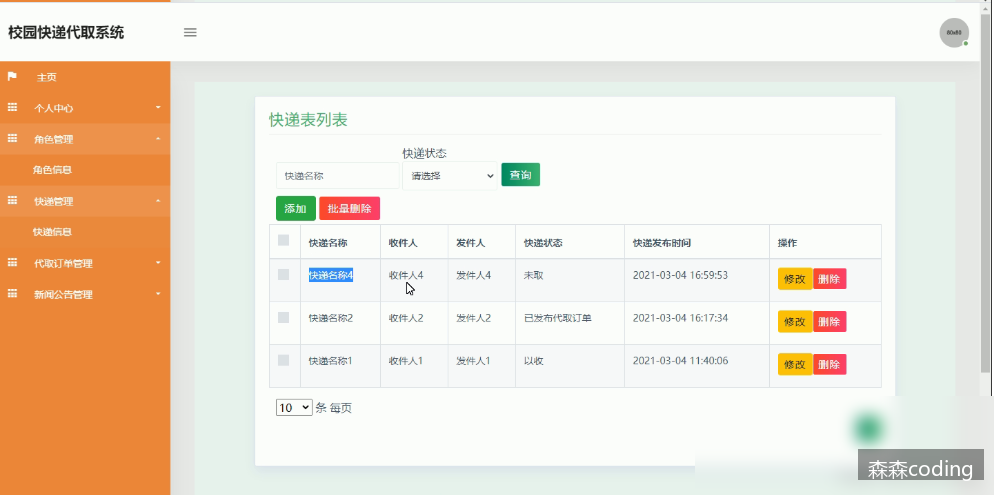 校园快递代取系统
60x60
主页
个人中心
角色管理
角色信息
快递管理
快递信息
代取订单管理
新闻公告管理
快递表列表
快递状态
快递名称 请选择 查询
添加 批量删除
快递名称 收件人 发件人 快递状态 快递发布时间 操作
快递名称4 收件人4 发件人4 未取 2021-03-04 16:59:53 修改 删除
快递名称2 收件人2 发件人2 已发布代取订单 2021-03-04 16:17:34 修改 删除
快递名称1 收件人1 发件人1 以收 2021-03-04 11:40:06 修改 删除
10 条 每页
森森coding